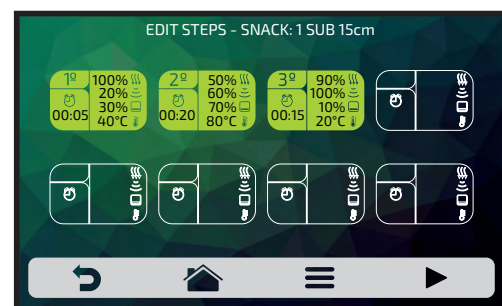 EDIT STEPS - SNACK: 1 SUB 15cm
1º 100% 20% 30% 40°C 00:05
2º 50% 60% 70% 80°C 00:20
3º 90% 100% 10% 20°C 00:15